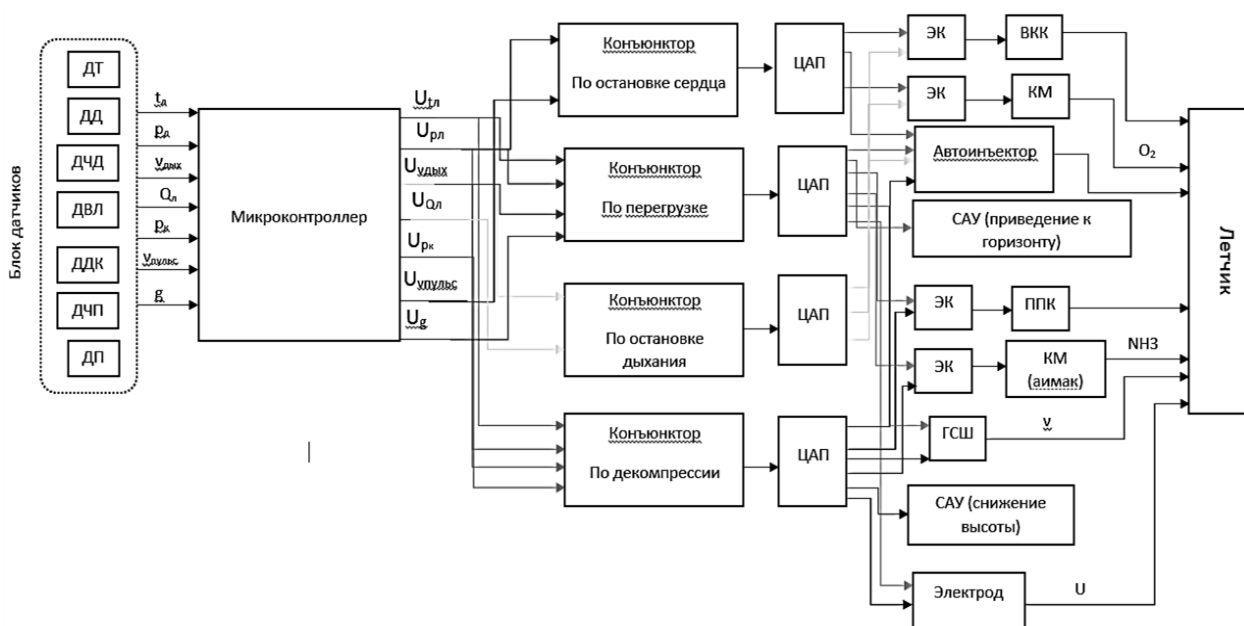 Блок датчиков
ДТ
ДД
ДЧД
ДВЛ
ДДК
ДЧП
ДП
tд
pд
νдых
Qл
pк
νпульс
g
Микроконтроллер
Utл
Upл
Uνдых
UQл
Upк
Uνпульс
Ug
Конъюнктор
По остановке сердца
Конъюнктор
По перегрузке
Конъюнктор
По остановке
дыхания
Конъюнктор
По декомпрессии
ЦАП
ЦАП
ЦАП
ЦАП
ЭК
ВКК
ЭК
КМ
Автоинъектор
O2
САУ (приведение к
горизонту)
ЭК
ППК
ЭК
КМ
(аимак)
NH3
ГСШ
ν
САУ (снижение
высоты)
Электрод
U
Летчик